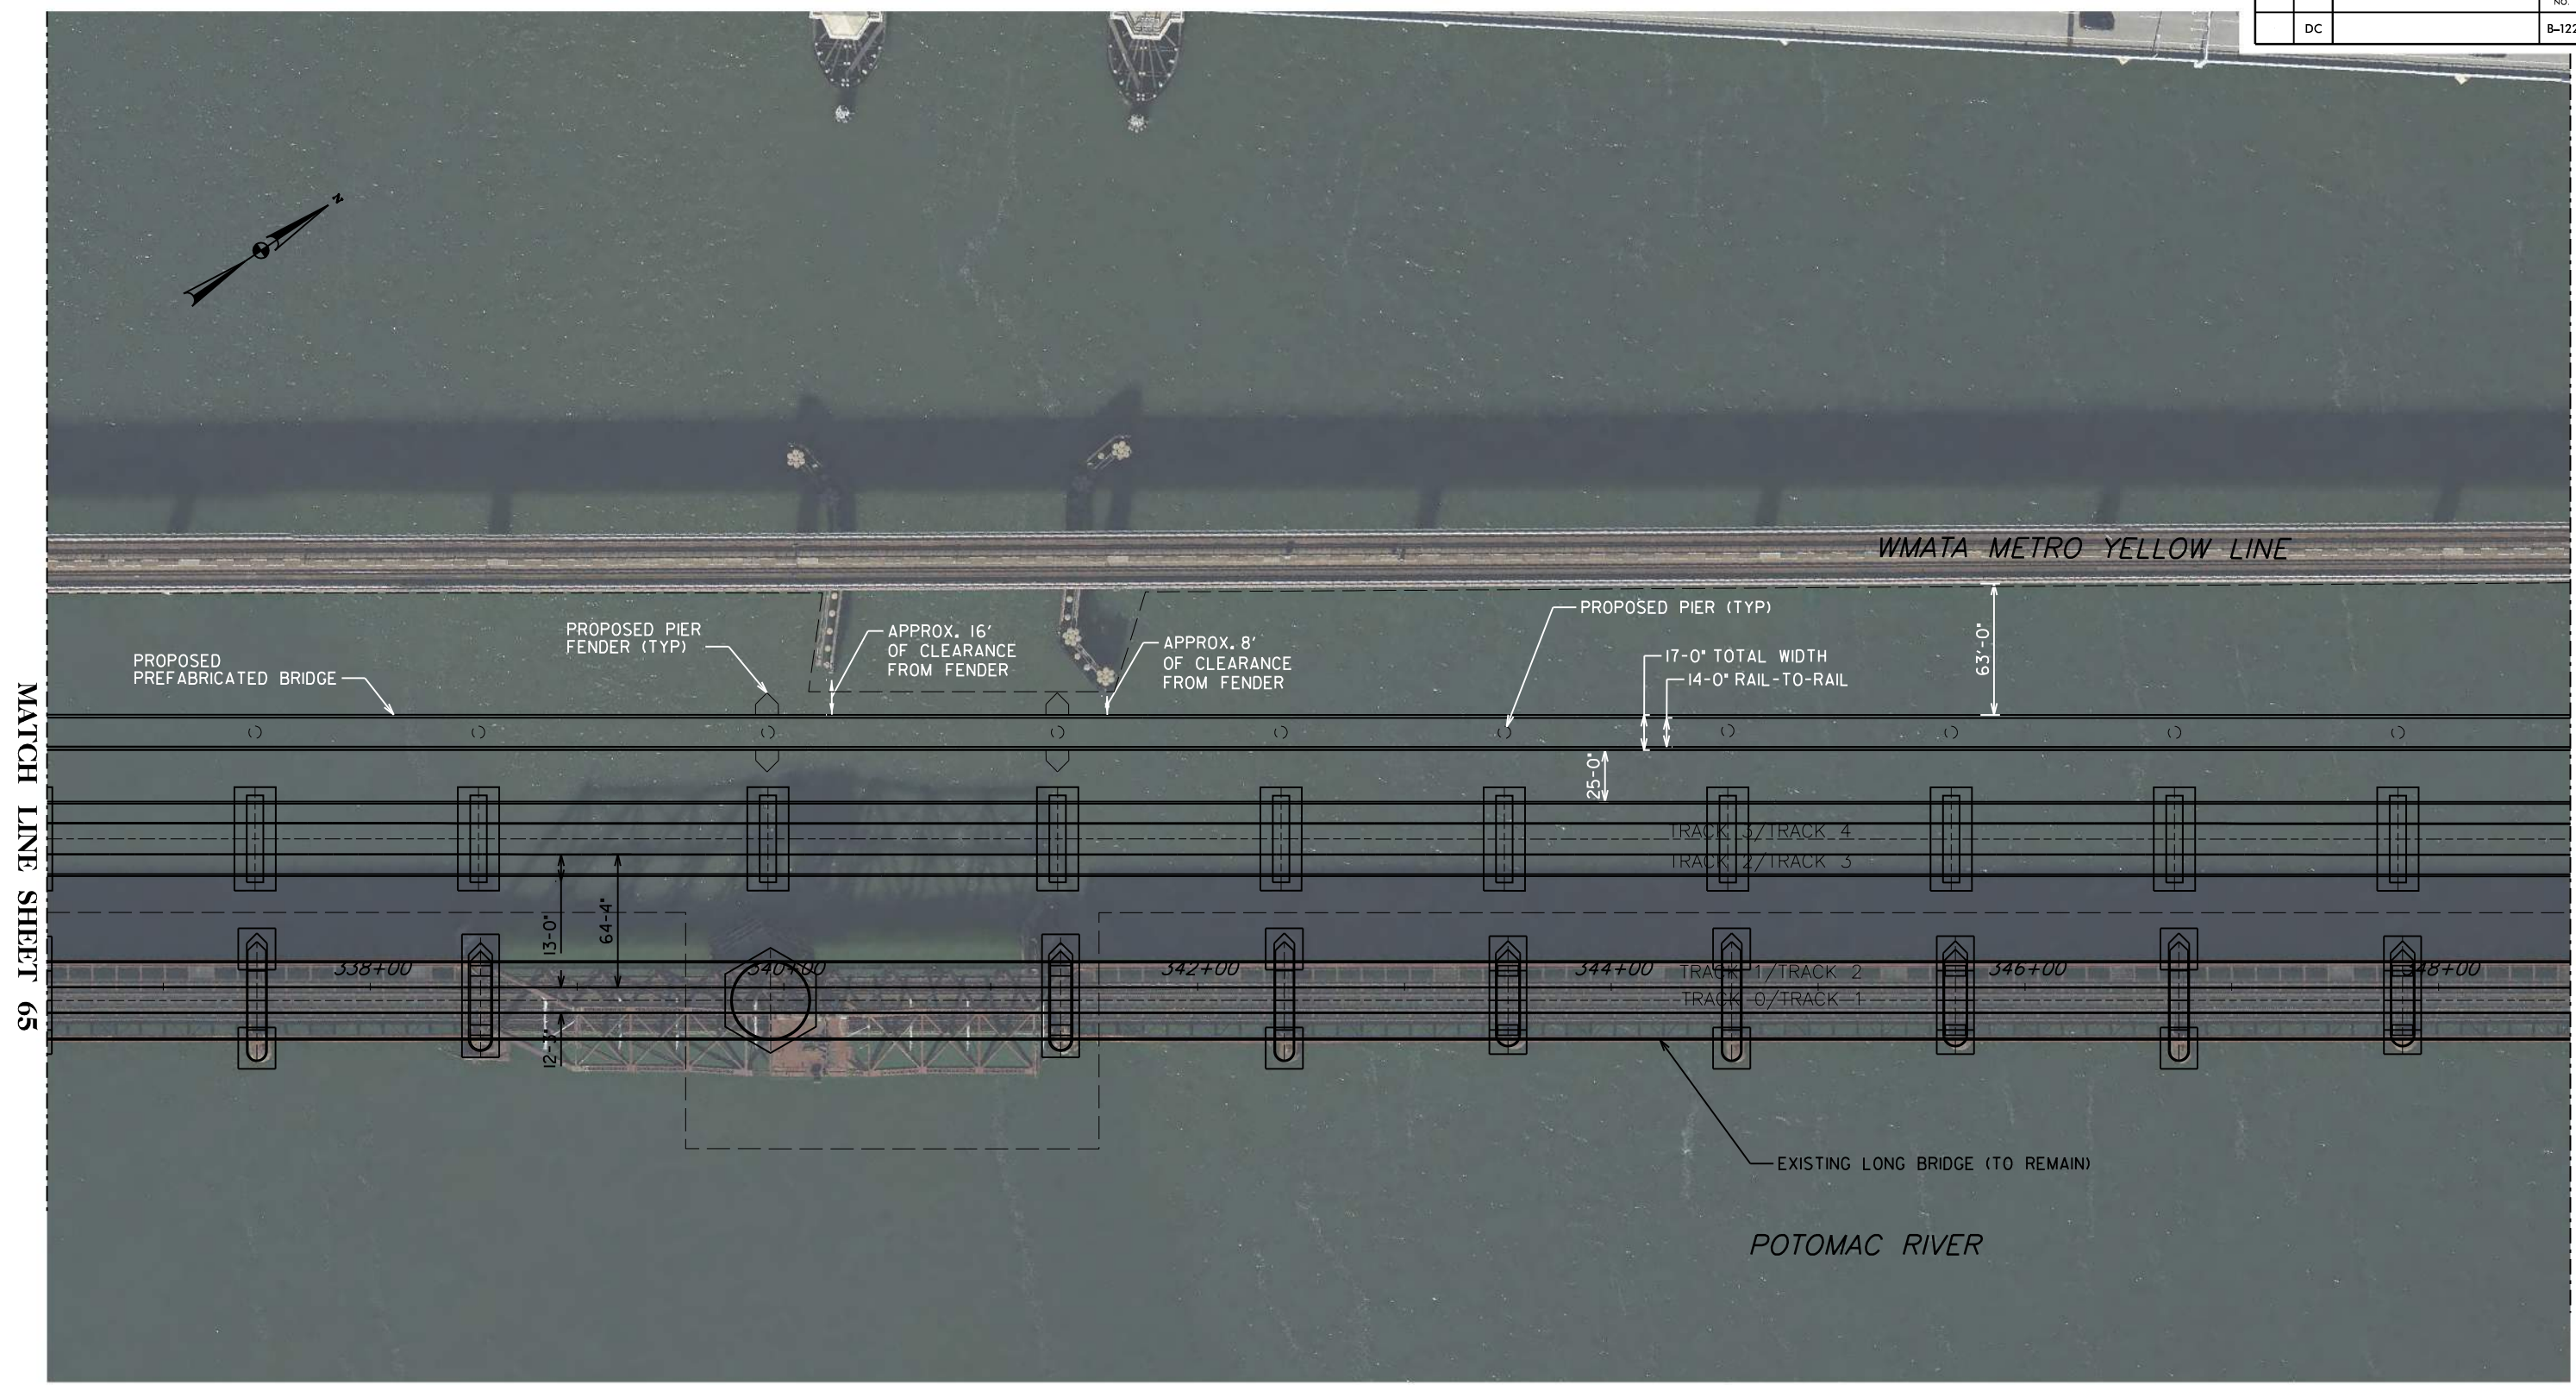 NO.
DC
B-122
N
WMATA METRO YELLOW LINE
PROPOSED PIER (TYP)
PROPOSED PIER
FENDER (TYP)
APPROX. 16'
OF CLEARANCE
FROM FENDER
APPROX. 8'
OF CLEARANCE
FROM FENDER
PROPOSED
PREFABRICATED BRIDGE
17-0" TOTAL WIDTH
14-0" RAIL-TO-RAIL
63'-0"
25-0"
TRACK 3/TRACK 4
TRACK 2/TRACK 3
13-0"
64-4"
338+00
340+00
342+00
344+00
346+00
348+00
TRACK 1/TRACK 2
TRACK 0/TRACK 1
12-3"
EXISTING LONG BRIDGE (TO REMAIN)
POTOMAC RIVER
MATCH LINE SHEET 65